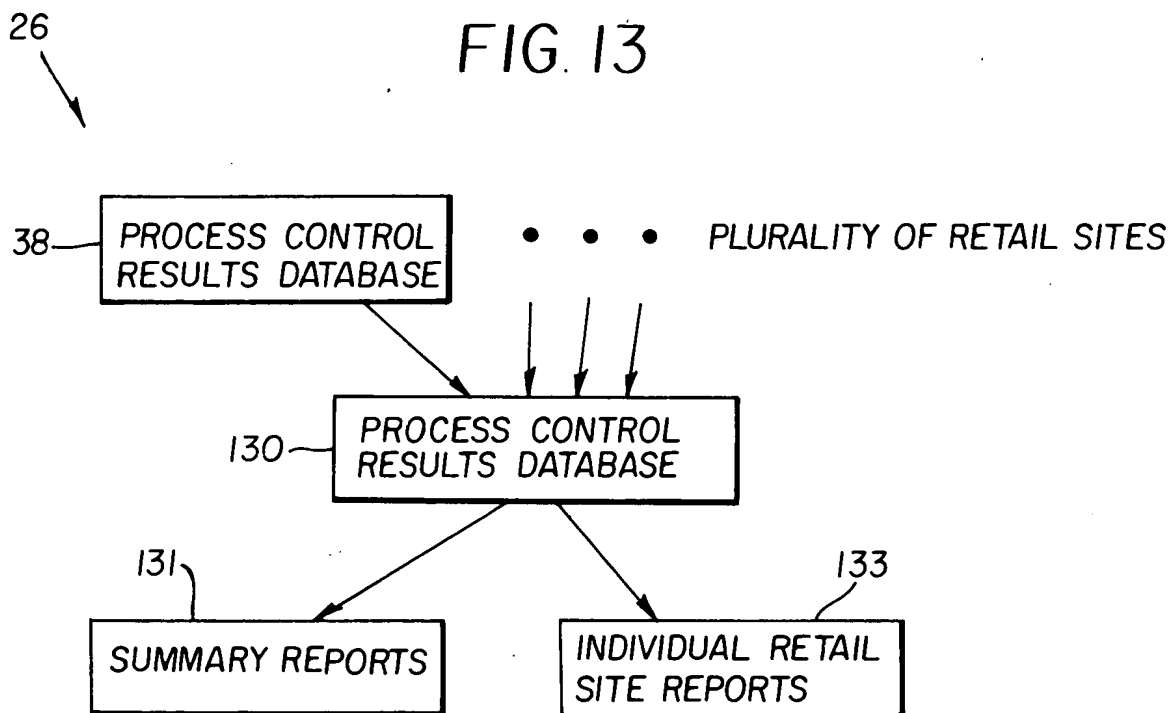 26
FIG. 13
38
PROCESS CONTROL
RESULTS DATABASE
• • • PLURALITY OF RETAIL SITES
130
PROCESS CONTROL
RESULTS DATABASE
131
SUMMARY REPORTS
133
INDIVIDUAL RETAIL
SITE REPORTS